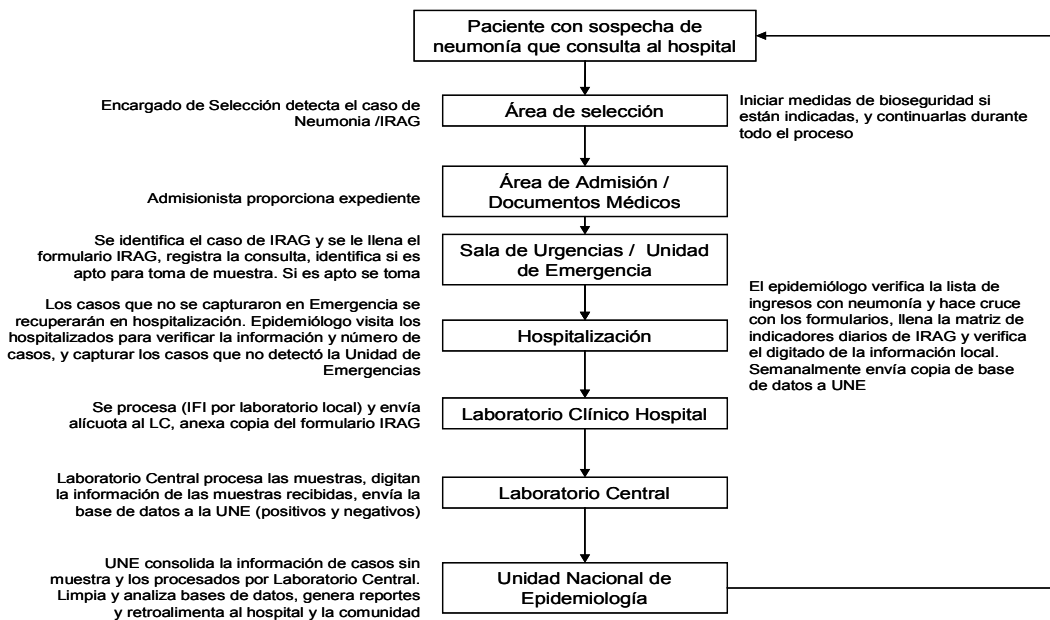 Paciente con sospecha de
neumonía que consulta al hospital
Encargado de Selección detecta el caso de
Neumonia /IRAG
Área de selección
Iniciar medidas de bioseguridad si
están indicadas, y continuarlas durante
todo el proceso
Admisionista proporciona expediente
Área de Admisión /
Documentos Médicos
Se identifica el caso de IRAG y se le llena el
formulario IRAG, registra la consulta, identifica si es
apto para toma de muestra. Si es apto se toma
Sala de Urgencias / Unidad
de Emergencia
Los casos que no se capturaron en Emergencia se
recuperarán en hospitalización. Epidemiólogo visita los
hospitalizados para verificar la información y número de
casos, y capturar los casos que no detectó la Unidad de
Emergencias
Hospitalización
El epidemiólogo verifica la lista de
ingresos con neumonía y hace cruce
con los formularios, llena la matriz de
indicadores diarios de IRAG y verifica
el digitado de la información local.
Semanalmente envía copia de base
de datos a UNE
Se procesa (IFI por laboratorio local) y envía
alícuota al LC, anexa copia del formulario IRAG
Laboratorio Clínico Hospital
Laboratorio Central procesa las muestras, digitan
la información de las muestras recibidas, envía la
base de datos a la UNE (positivos y negativos)
Laboratorio Central
UNE consolida la información de casos sin
muestra y los procesados por Laboratorio Central.
Limpia y analiza bases de datos, genera reportes
y retroalimenta al hospital y la comunidad
Unidad Nacional de
Epidemiología